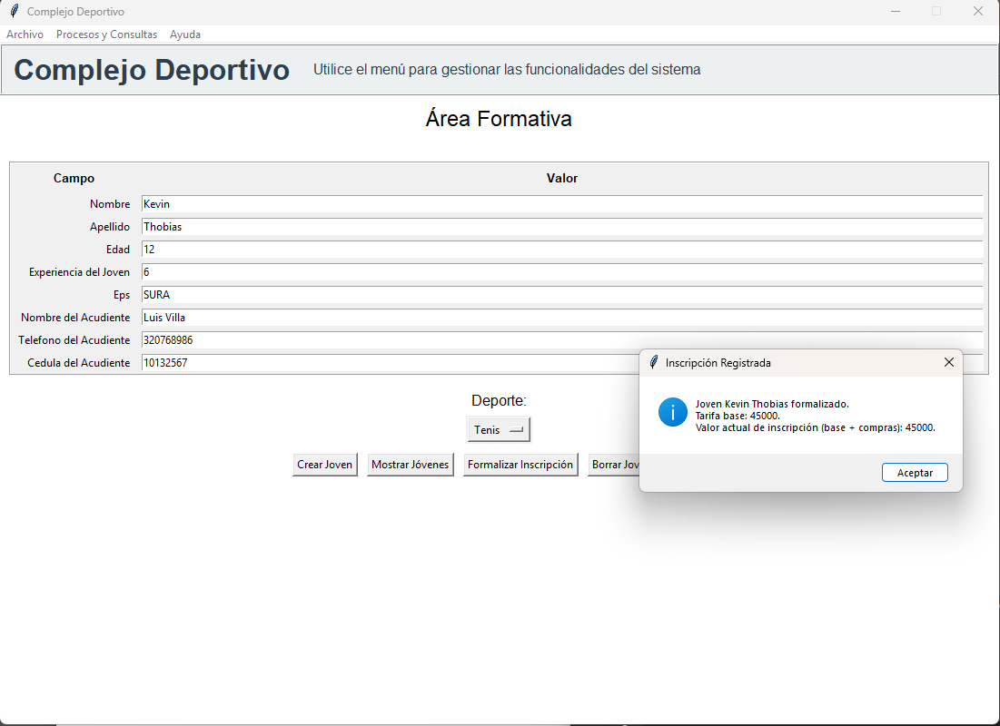 Complejo Deportivo
Archivo Procesos y Consultas Ayuda
Complejo Deportivo Utilice el menú para gestionar las funcionalidades del sistema
Área Formativa
Campo Valor
Nombre Kevin
Apellido Thobias
Edad 12
Experiencia del Joven 6
Eps SURA
Nombre del Acudiente Luis Villa
Telefono del Acudiente 320768986
Cedula del Acudiente 10132567
Deporte:
Tenis
Crear Joven Mostrar Jóvenes Formalizar Inscripción Borrar Jov
Inscripción Registrada
Joven Kevin Thobias formalizado.
Tarifa base: 45000.
Valor actual de inscripción (base + compras): 45000.
Aceptar